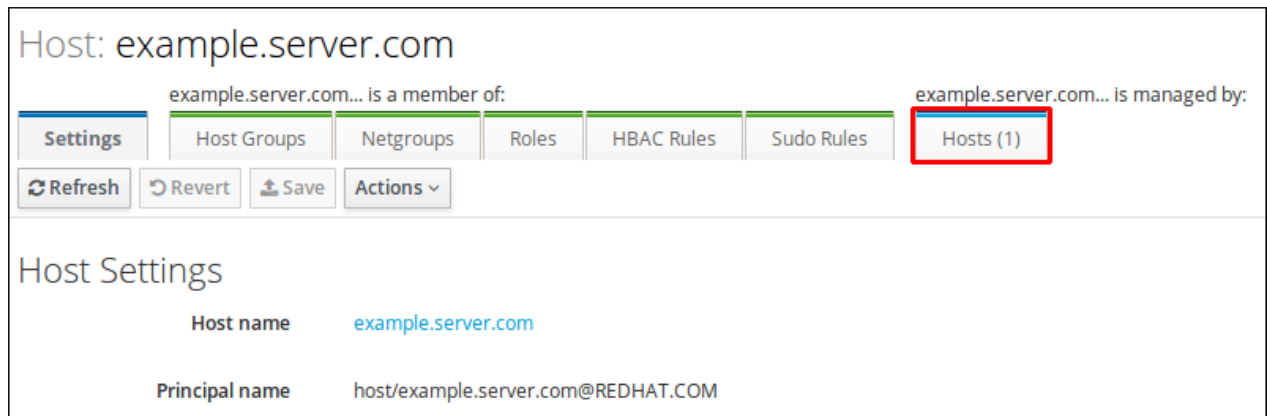 Host: example.server.com
example.server.com... is a member of: example.server.com... is managed by:
Settings Host Groups Netgroups Roles HBAC Rules Sudo Rules Hosts (1)
Refresh Revert Save Actions
Host Settings
Host name example.server.com
Principal name host/example.server.com@REDHAT.COM